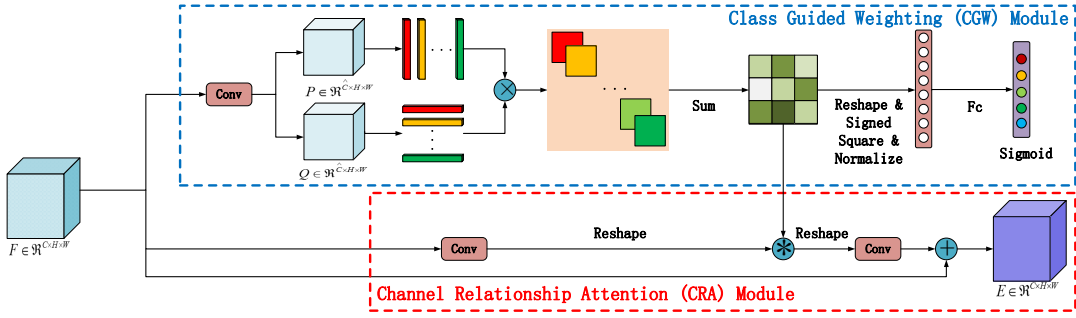 Class Guided Weighting (CGW) Module
Conv
P ∈ ℜ^{Ĉ×H×W}
· · ·
· · ·
Sum
Reshape &
Signed
Square &
Normalize
Fc
Sigmoid
Q ∈ ℜ^{Ĉ×H×W}
F ∈ ℜ^{C×H×W}
Conv
Reshape
Reshape
Conv
E ∈ ℜ^{C×H×W}
Channel Relationship Attention (CRA) Module